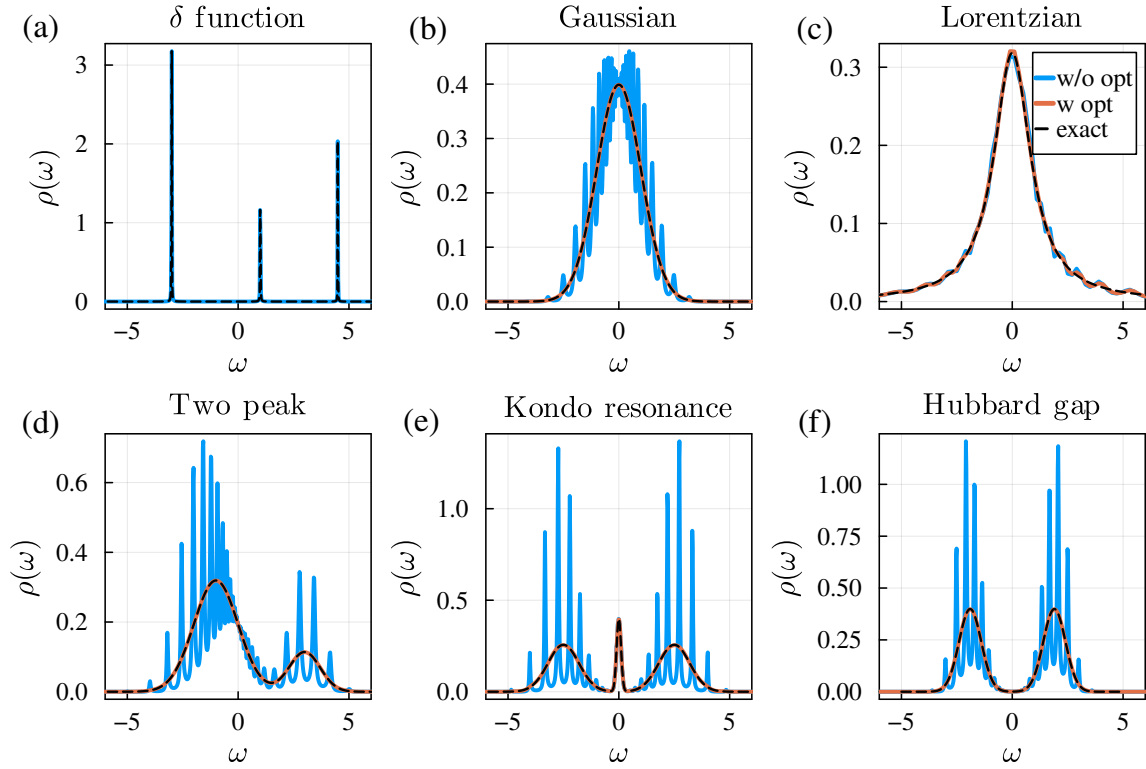 (a) δ function
3
2
1
0
ρ(ω)
−5 0 5
ω
(b) Gaussian
0.4
0.3
0.2
0.1
0.0
ρ(ω)
−5 0 5
ω
(c) Lorentzian
0.3
0.2
0.1
0.0
ρ(ω)
w/o opt
w opt
exact
−5 0 5
ω
(d) Two peak
0.6
0.4
0.2
0.0
ρ(ω)
−5 0 5
ω
(e) Kondo resonance
1.0
0.5
0.0
ρ(ω)
−5 0 5
ω
(f) Hubbard gap
1.00
0.75
0.50
0.25
0.00
ρ(ω)
−5 0 5
ω